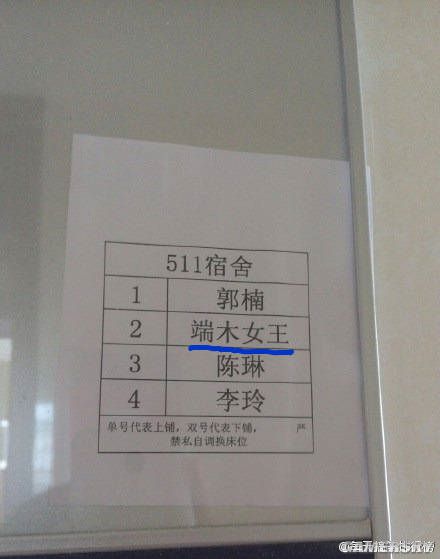 511宿舍
1 郭楠
2 端木女王
3 陈琳
4 李玲
单号代表上铺，双号代表下铺， 严
禁私自调换床位